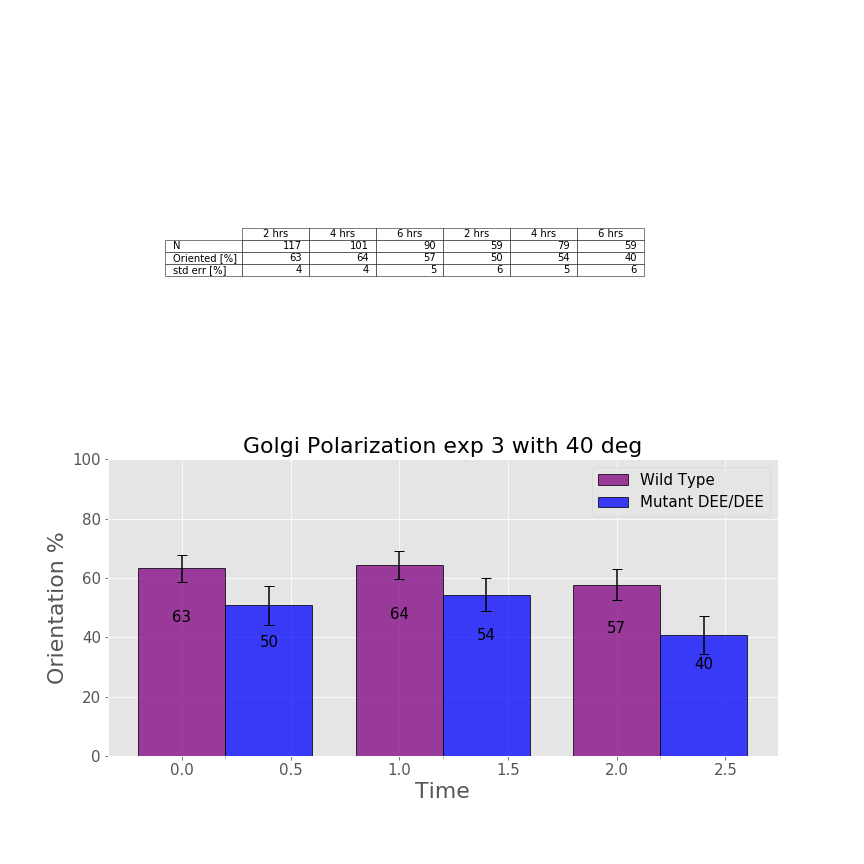 2 hrs 4 hrs 6 hrs 2 hrs 4 hrs 6 hrs
N 117 101 90 59 79 59
Oriented [%] 63 64 57 50 54 40
std err [%] 4 4 5 6 5 6
Golgi Polarization exp 3 with 40 deg
100
80
60
40
20
0
Orientation %
Wild Type
Mutant DEE/DEE
63
50
64
54
57
40
0.0 0.5 1.0 1.5 2.0 2.5
Time